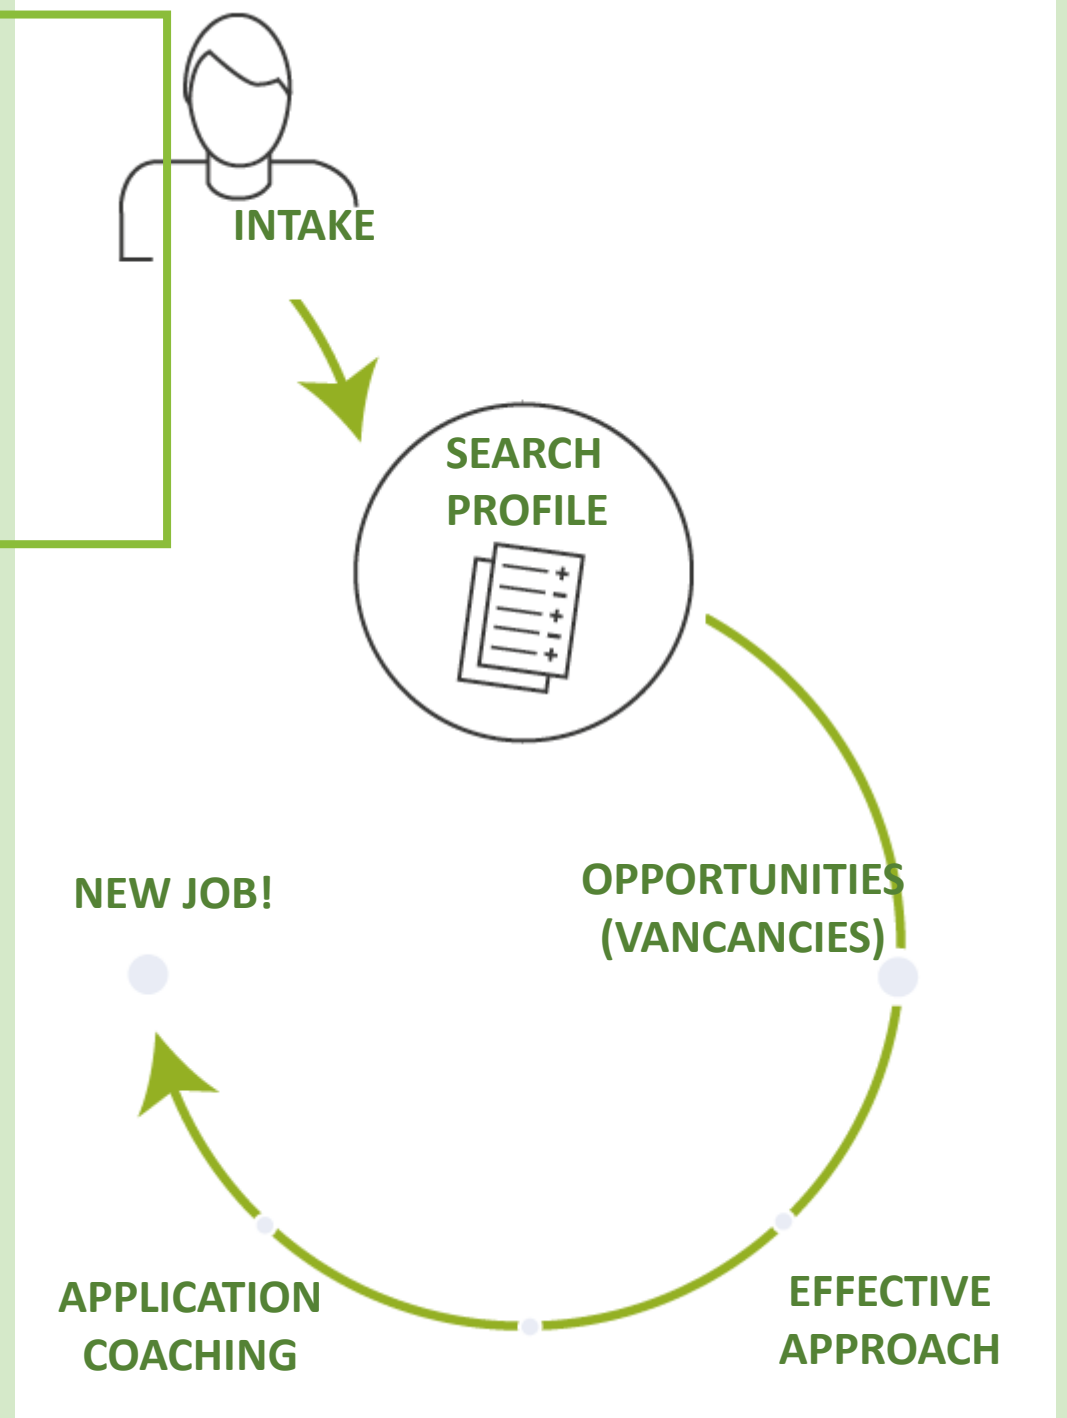 INTAKE
SEARCH
PROFILE
OPPORTUNITIES
(VANCANCIES)
NEW JOB!
EFFECTIVE
APPROACH
APPLICATION
COACHING